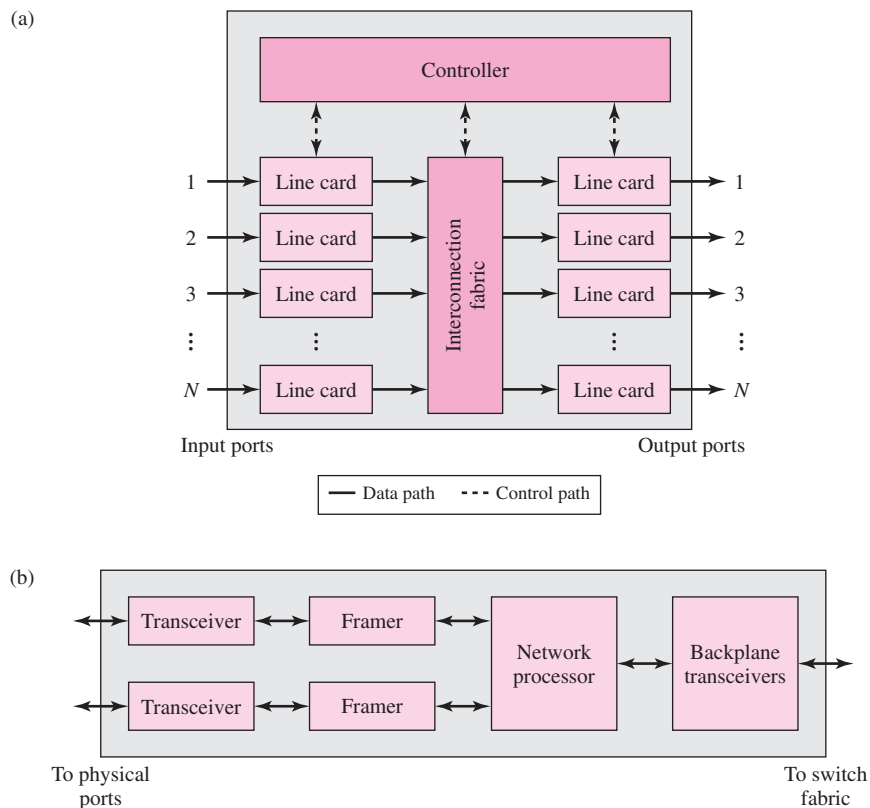 (a)
Controller
1 Line card Line card 1
2 Line card Line card 2
3 Line card Line card 3
Interconnection
fabric
⋮ ⋮ ⋮ ⋮
N Line card Line card N
Input ports Output ports
Data path Control path
(b)
Transceiver Framer
Network
processor
Backplane
transceivers
Transceiver Framer
To physical
ports
To switch
fabric